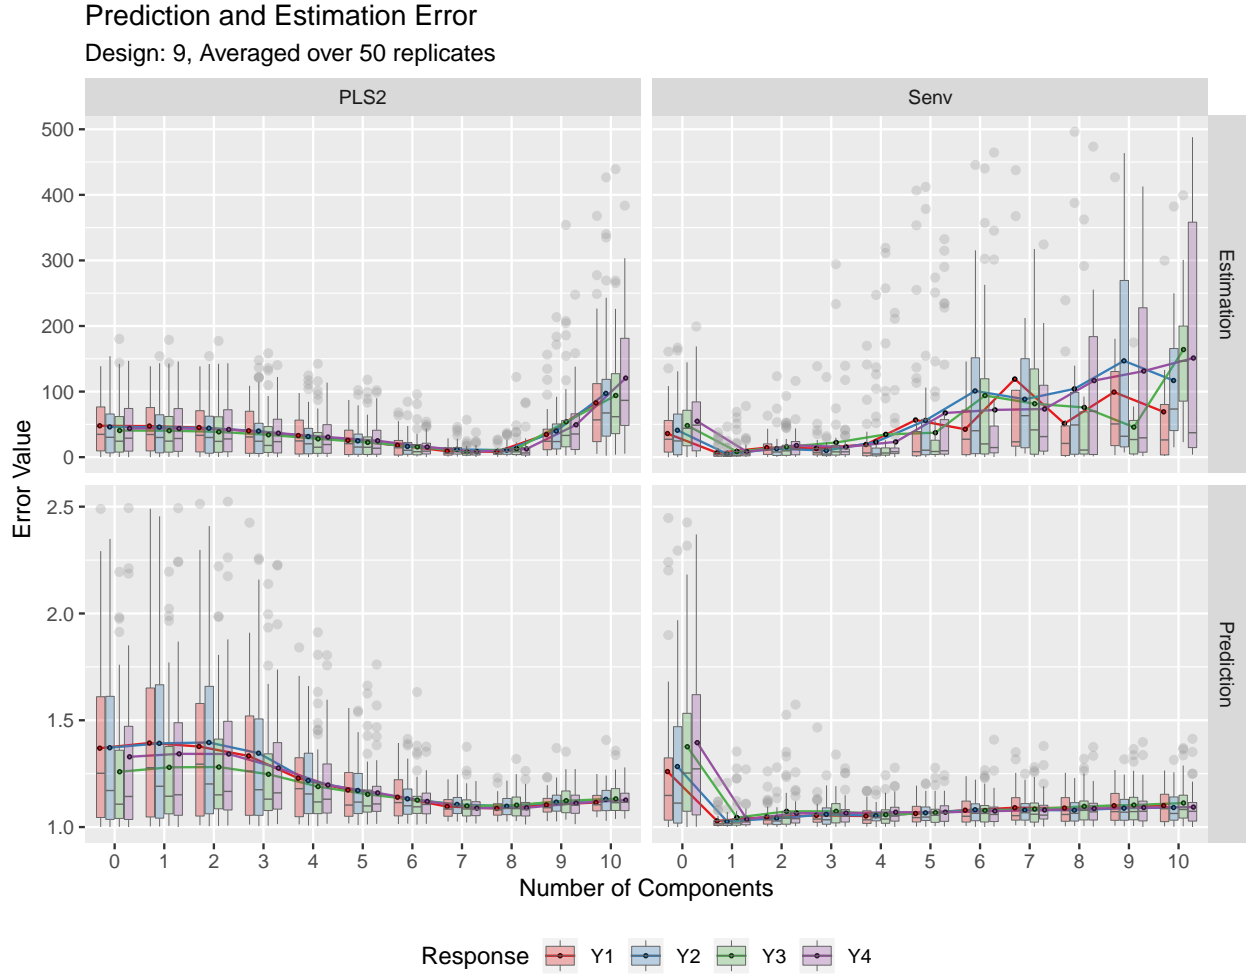 Prediction and Estimation Error
Design: 9, Averaged over 50 replicates
PLS2 Senv
500
400
300
200
100
0
Estimation
Error Value
2.5
2.0
1.5
1.0
Prediction
0 1 2 3 4 5 6 7 8 9 10 0 1 2 3 4 5 6 7 8 9 10
Number of Components
Response Y1 Y2 Y3 Y4